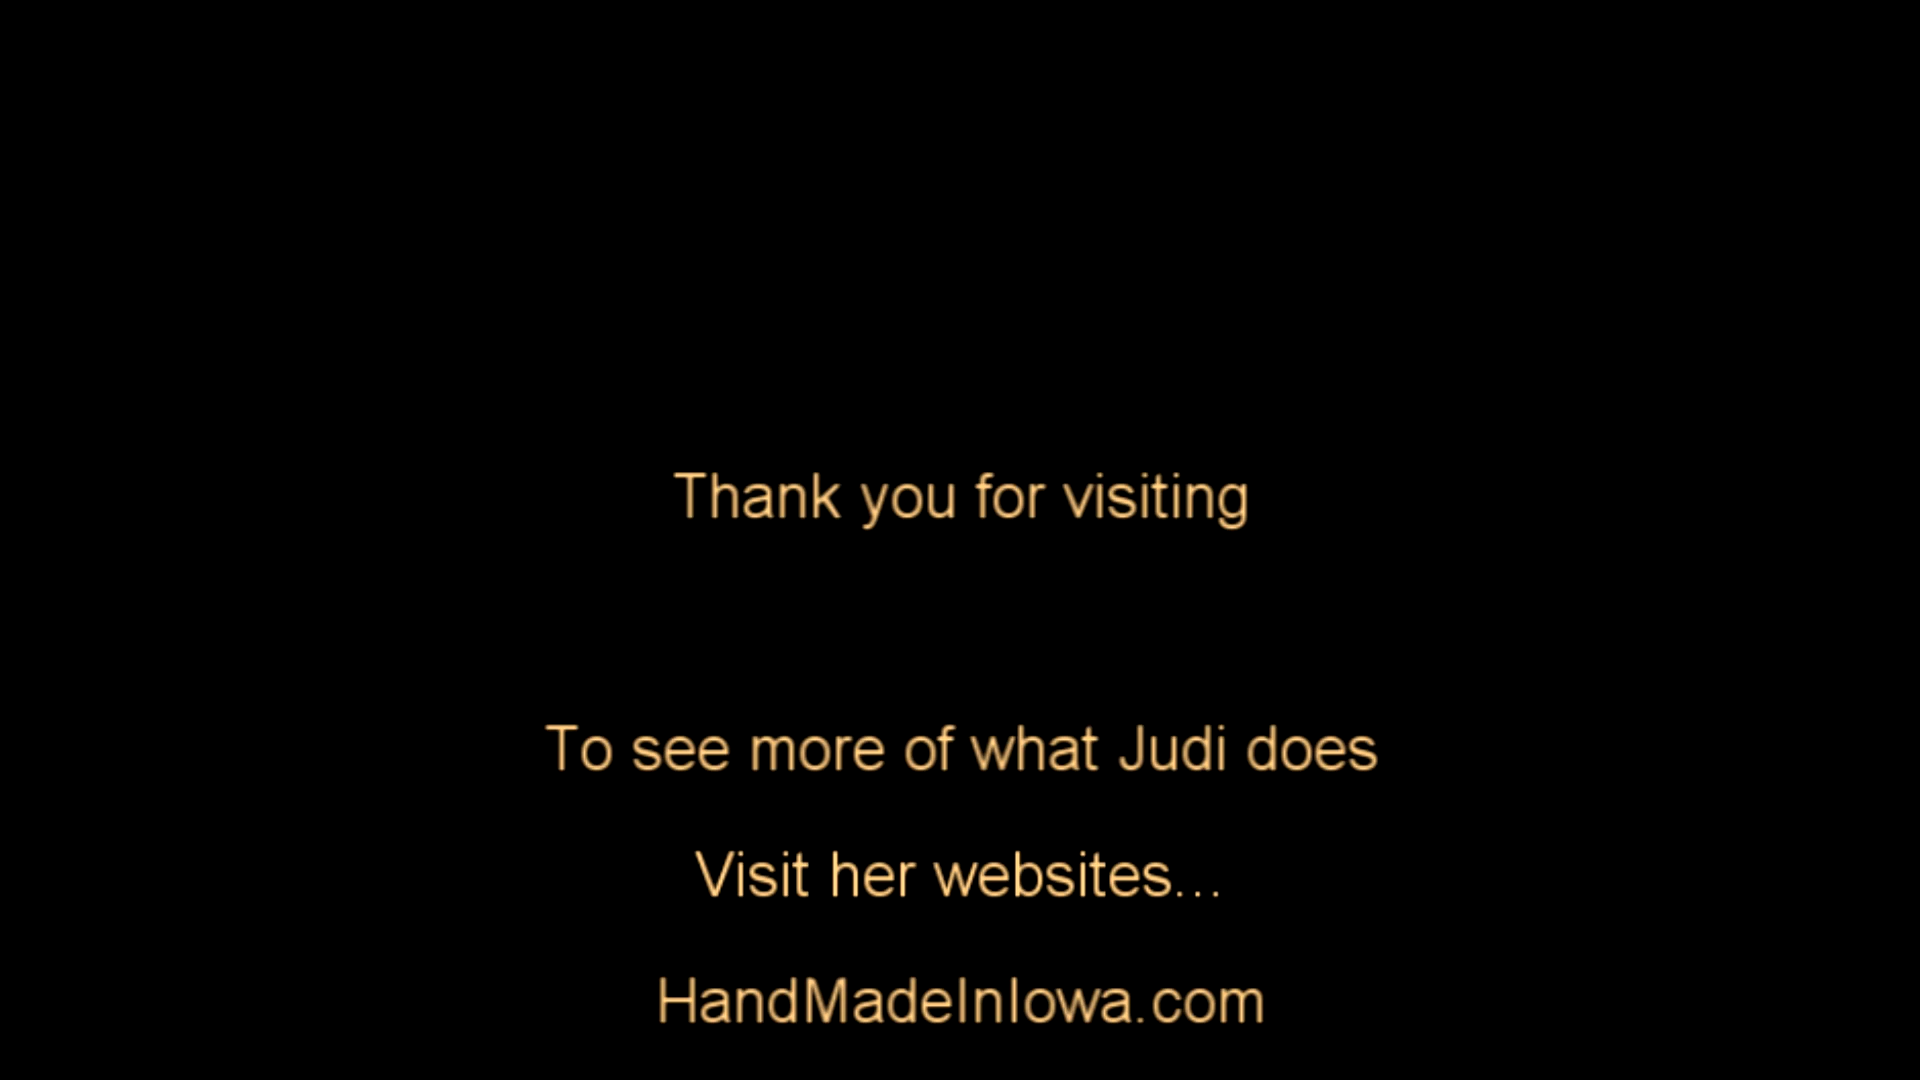 Thank you for visiting
To see more of what Judi does
Visit her websites...
HandMadeInIowa.com